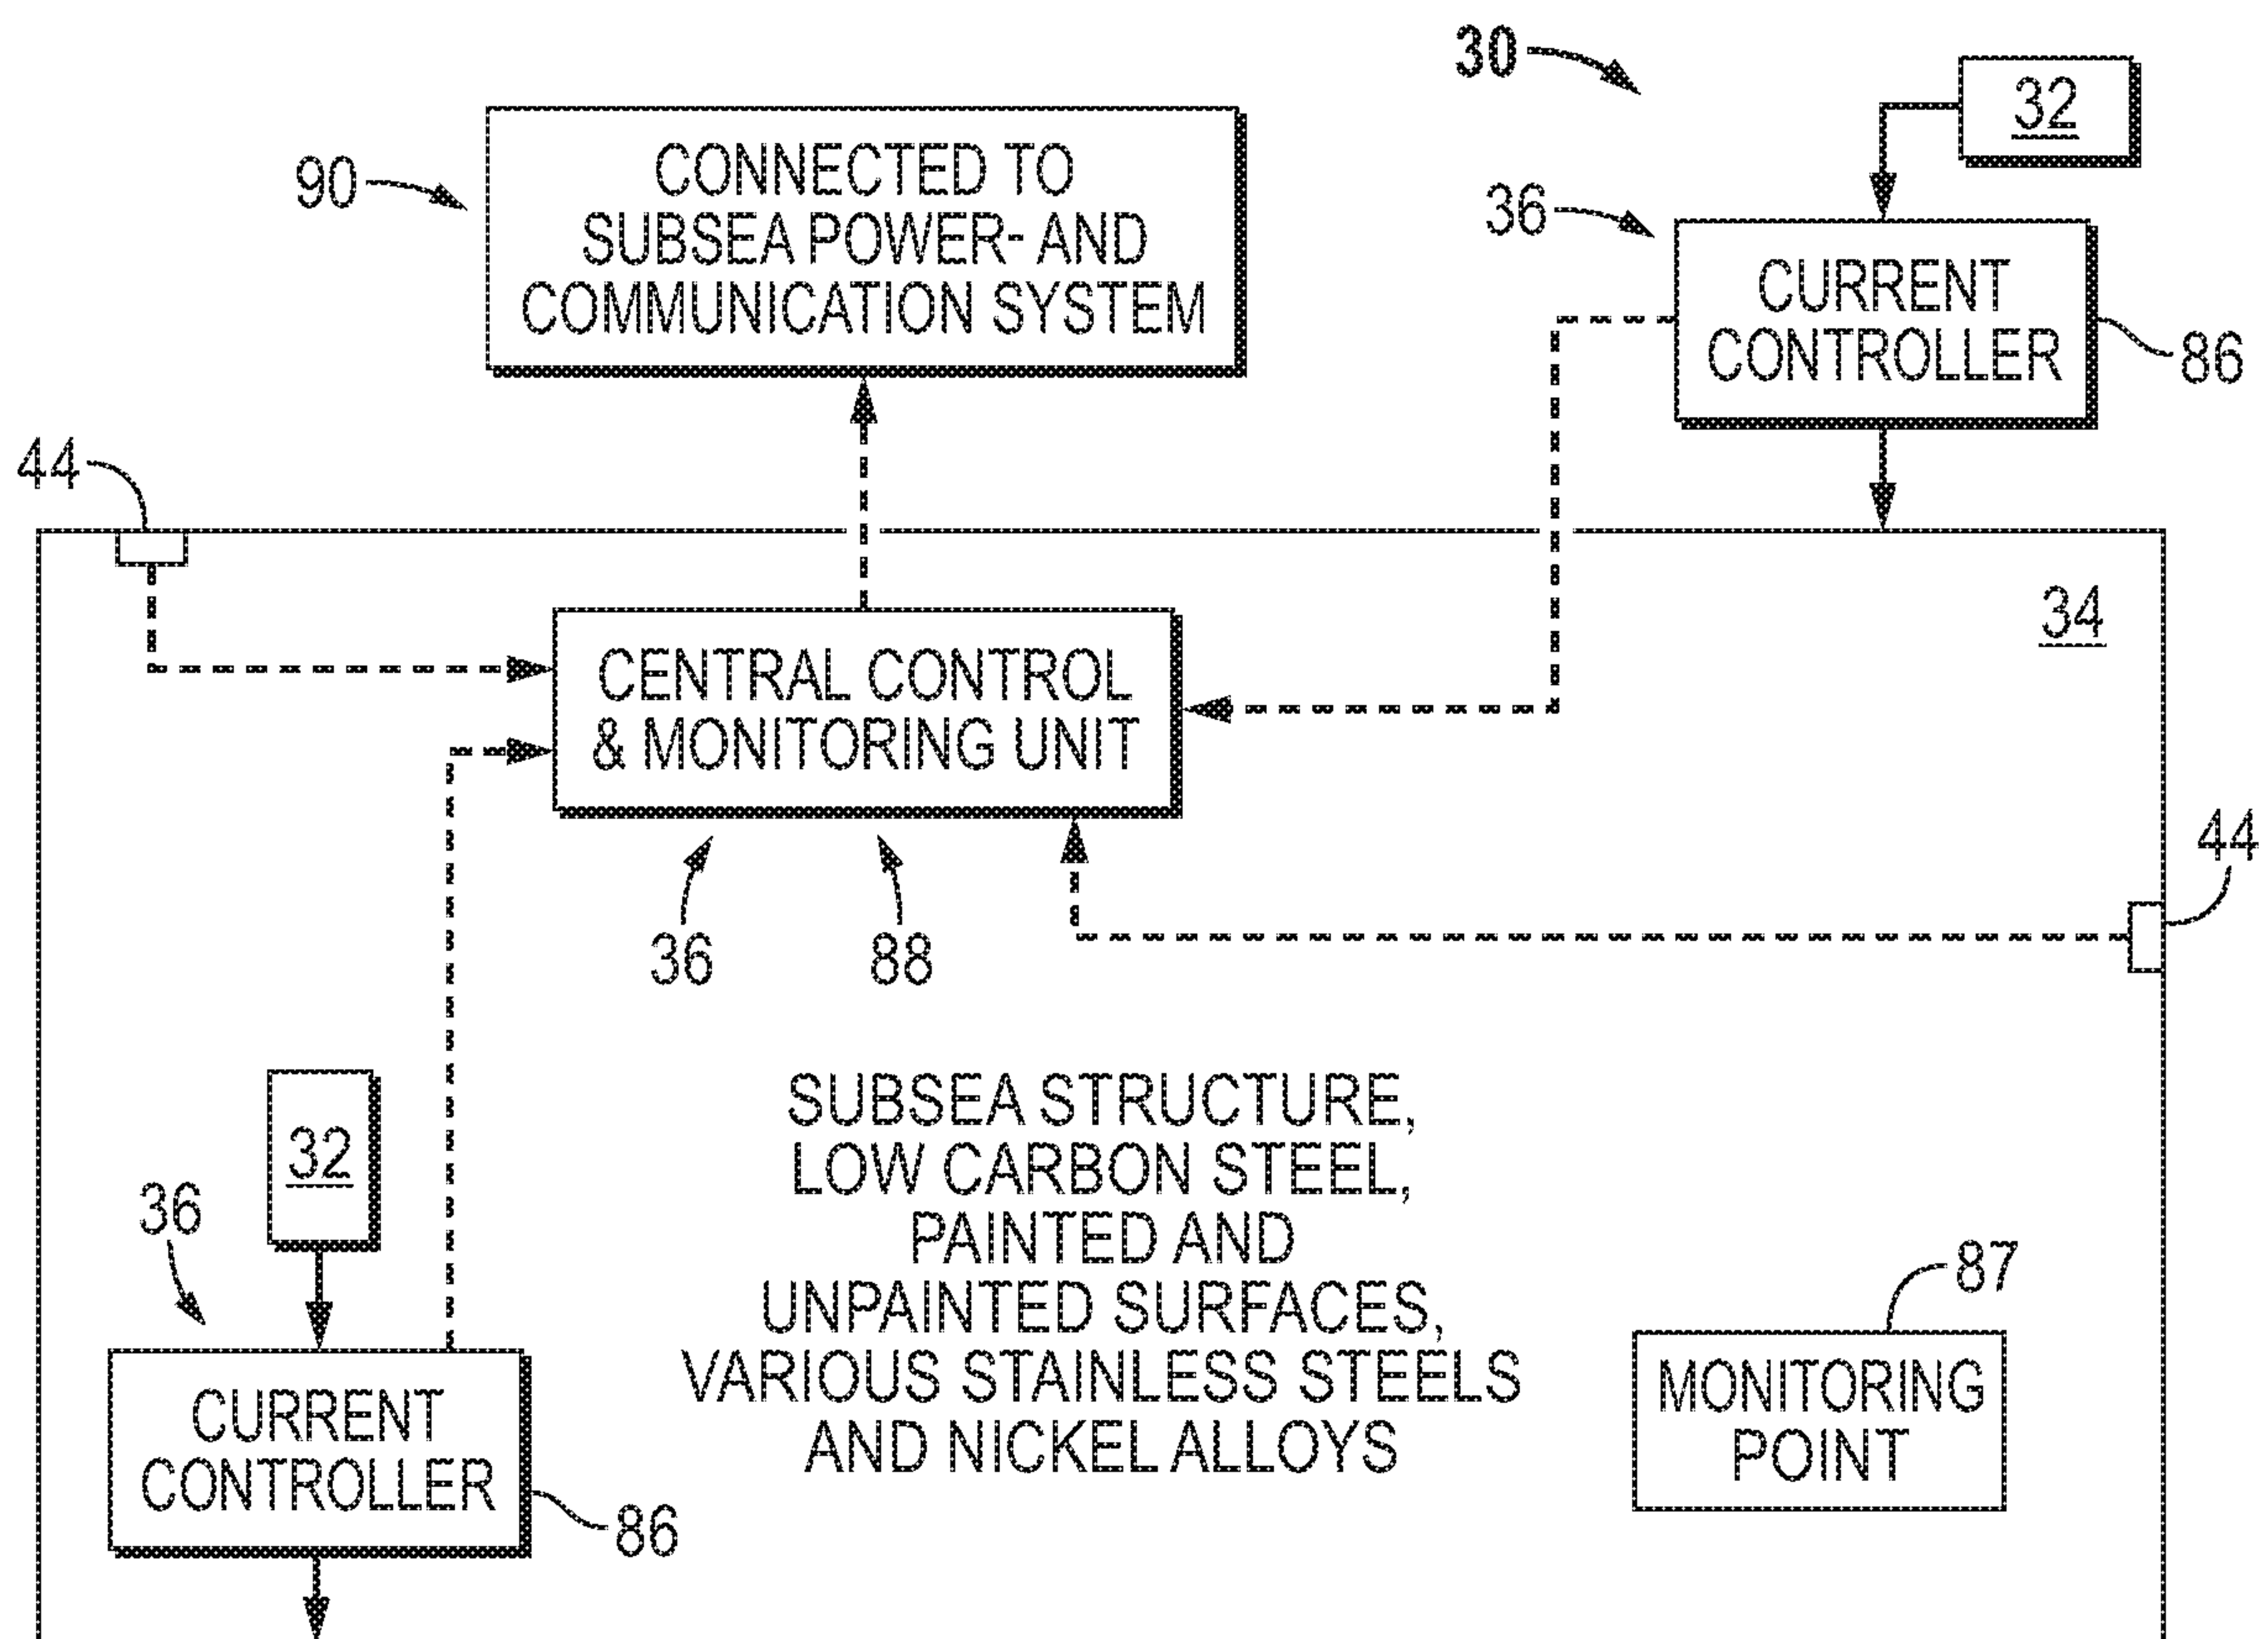 30
32
90
CONNECTED TO
SUBSEA POWER- AND
COMMUNICATION SYSTEM
36
CURRENT
CONTROLLER
86
44
34
CENTRAL CONTROL
& MONITORING UNIT
44
36
88
SUBSEA STRUCTURE,
LOW CARBON STEEL,
PAINTED AND
UNPAINTED SURFACES,
VARIOUS STAINLESS STEELS
AND NICKEL ALLOYS
32
36
CURRENT
CONTROLLER
86
87
MONITORING
POINT